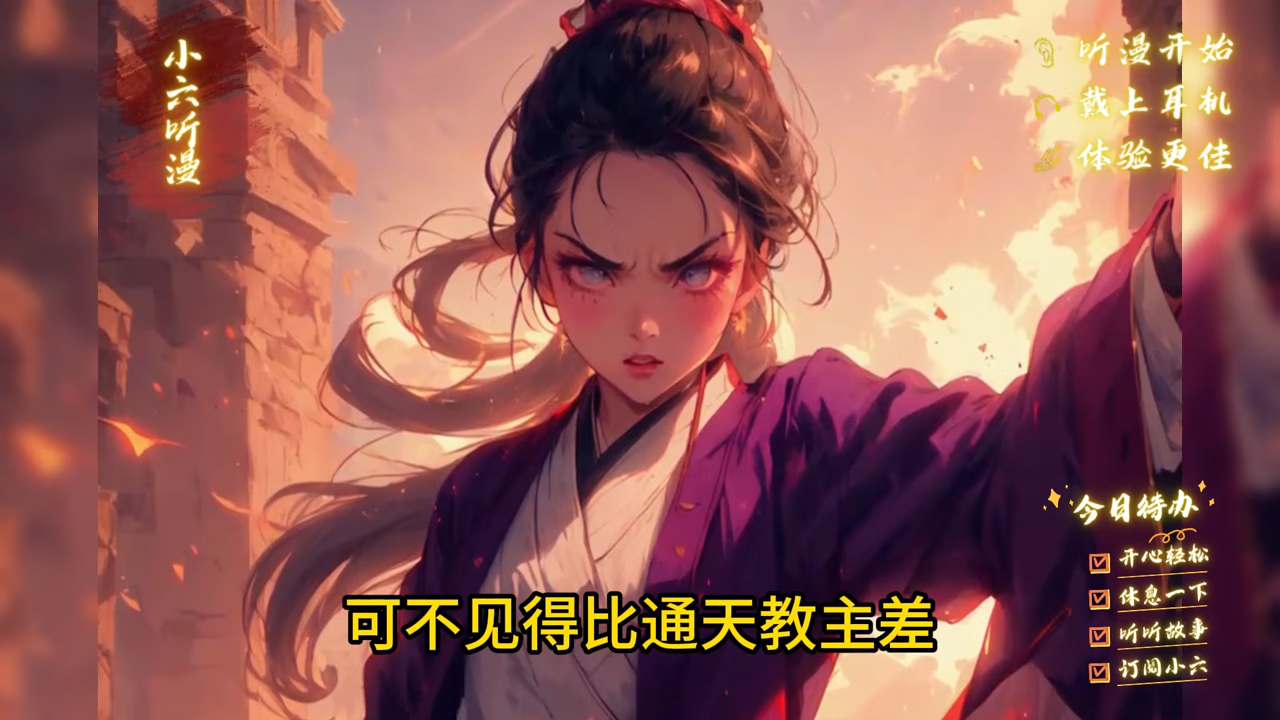 小六听漫
听漫开始
戴上耳机
体验更佳
今日待办
开心轻松
休息一下
听听故事
订阅小六
可不见得比通天教主差